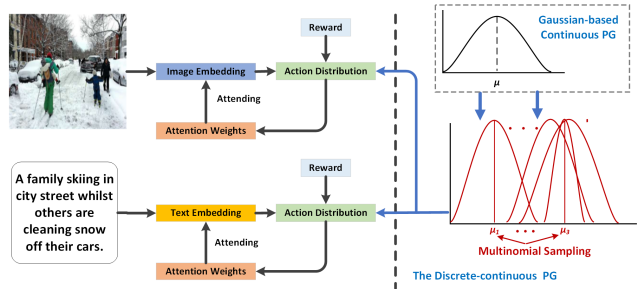 Reward
Image Embedding
Action Distribution
Attending
Attention Weights
A family skiing in
city street whilst
others are
cleaning snow
off their cars.
Reward
Text Embedding
Action Distribution
Attending
Attention Weights
Gaussian-based
Continuous PG
μ
μ₁
μ₃
Multinomial Sampling
The Discrete-continuous PG